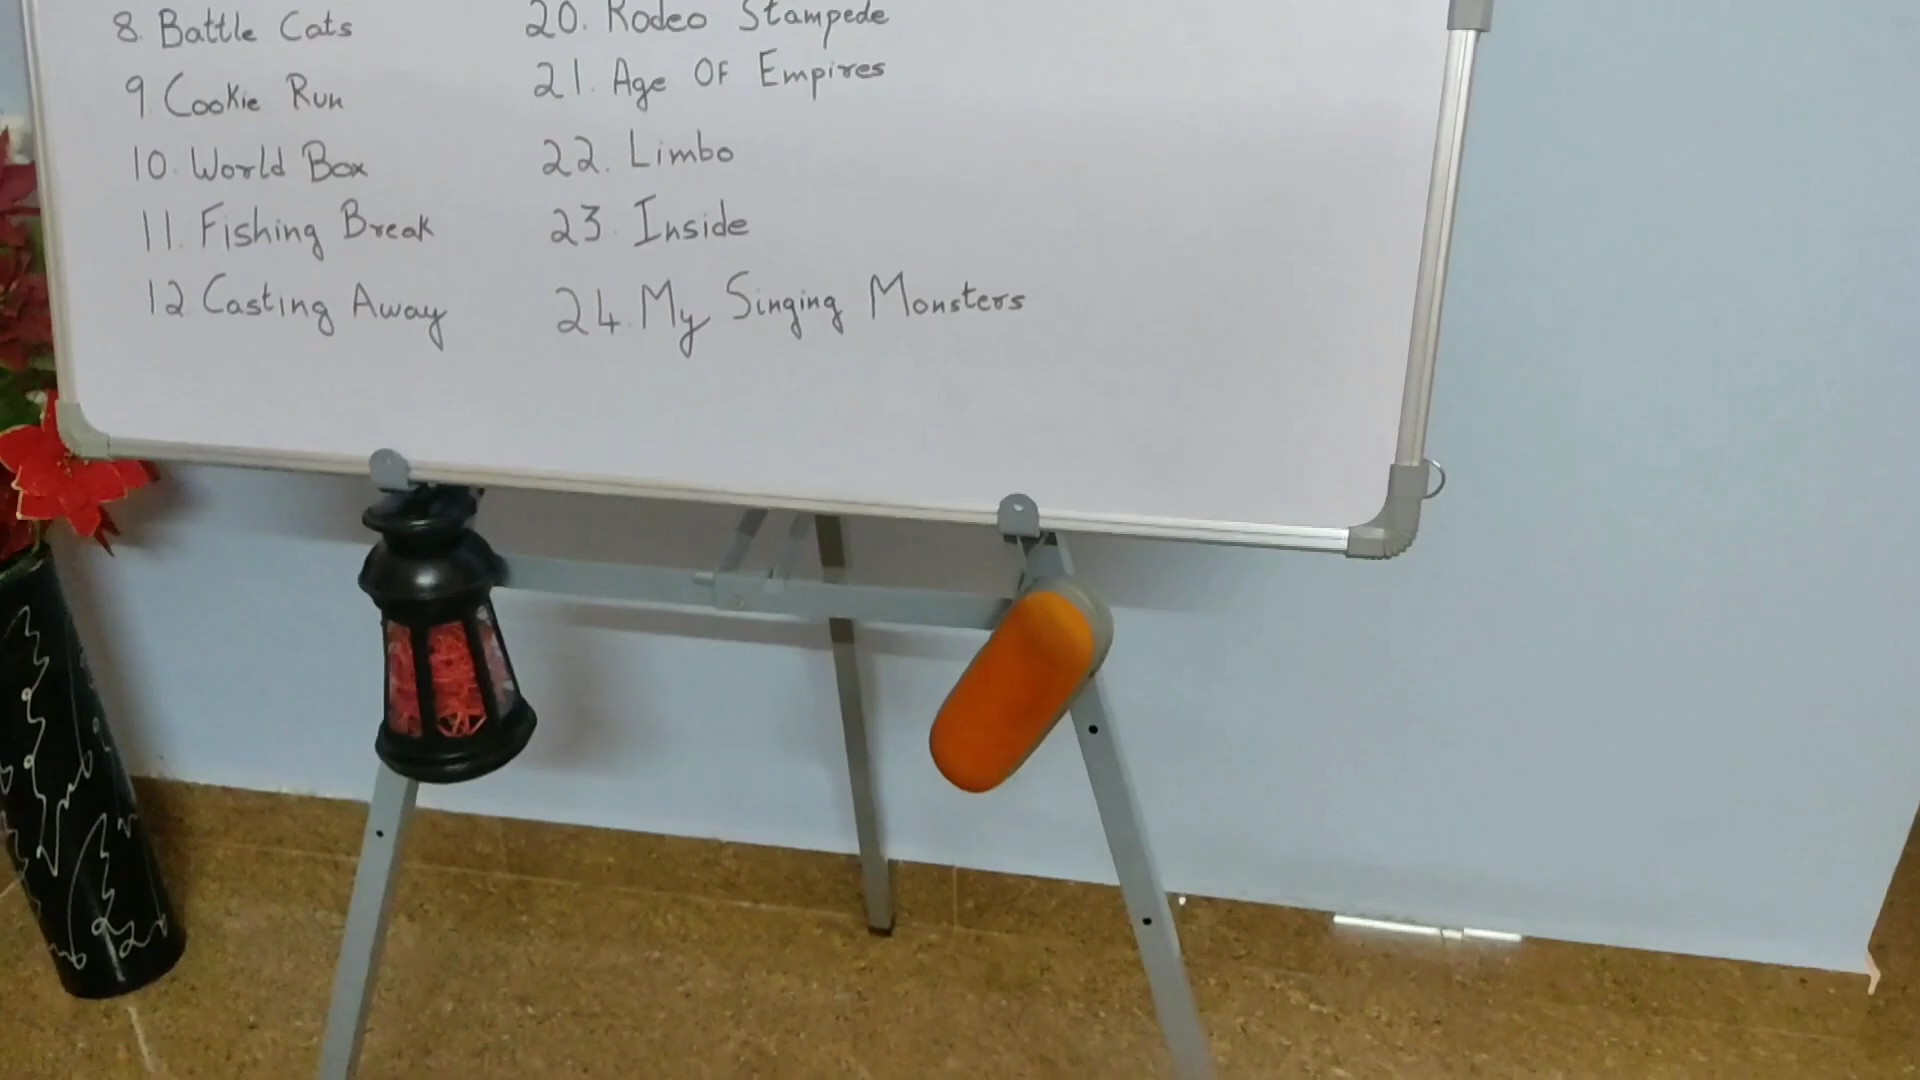 8. Battle Cats
9. Cookie Run
10. World Box
11. Fishing Break
12 Casting Away
20. Rodeo Stampede
21. Age OF Empires
22. Limbo
23. Inside
24. My Singing Monsters